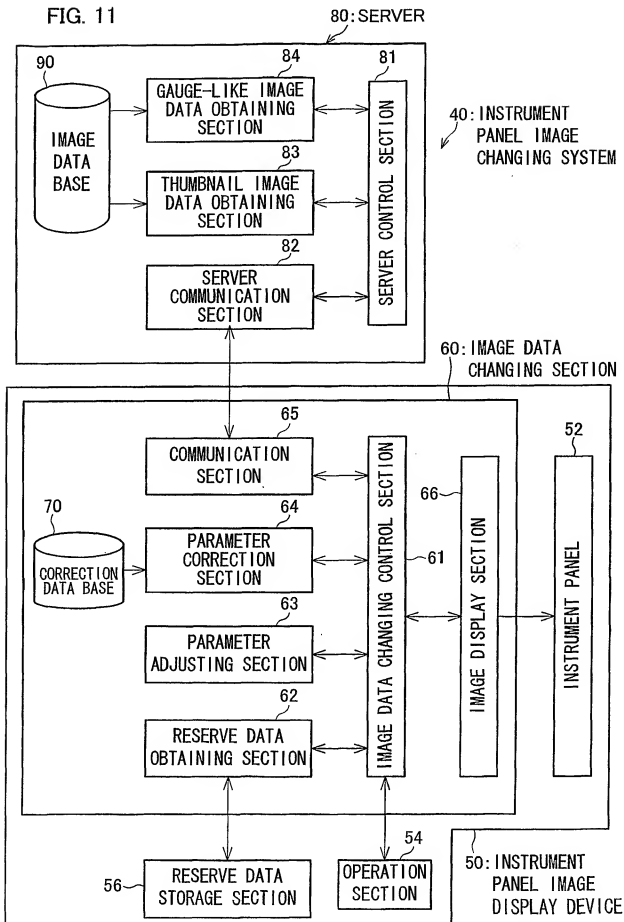 FIG. 11
80:SERVER
90
84
81
GAUGE-LIKE IMAGE
DATA OBTAINING
SECTION
IMAGE
DATA
BASE
83
THUMBNAIL IMAGE
DATA OBTAINING
SECTION
82
SERVER
COMMUNICATION
SECTION
SERVER CONTROL SECTION
40:INSTRUMENT
PANEL IMAGE
CHANGING SYSTEM
60:IMAGE DATA
CHANGING SECTION
65
COMMUNICATION
SECTION
70
CORRECTION
DATA BASE
64
PARAMETER
CORRECTION
SECTION
63
PARAMETER
ADJUSTING SECTION
62
RESERVE DATA
OBTAINING SECTION
IMAGE DATA CHANGING CONTROL SECTION
61
66
IMAGE DISPLAY SECTION
52
INSTRUMENT PANEL
56
RESERVE DATA
STORAGE SECTION
54
OPERATION
SECTION
50:INSTRUMENT
PANEL IMAGE
DISPLAY DEVICE